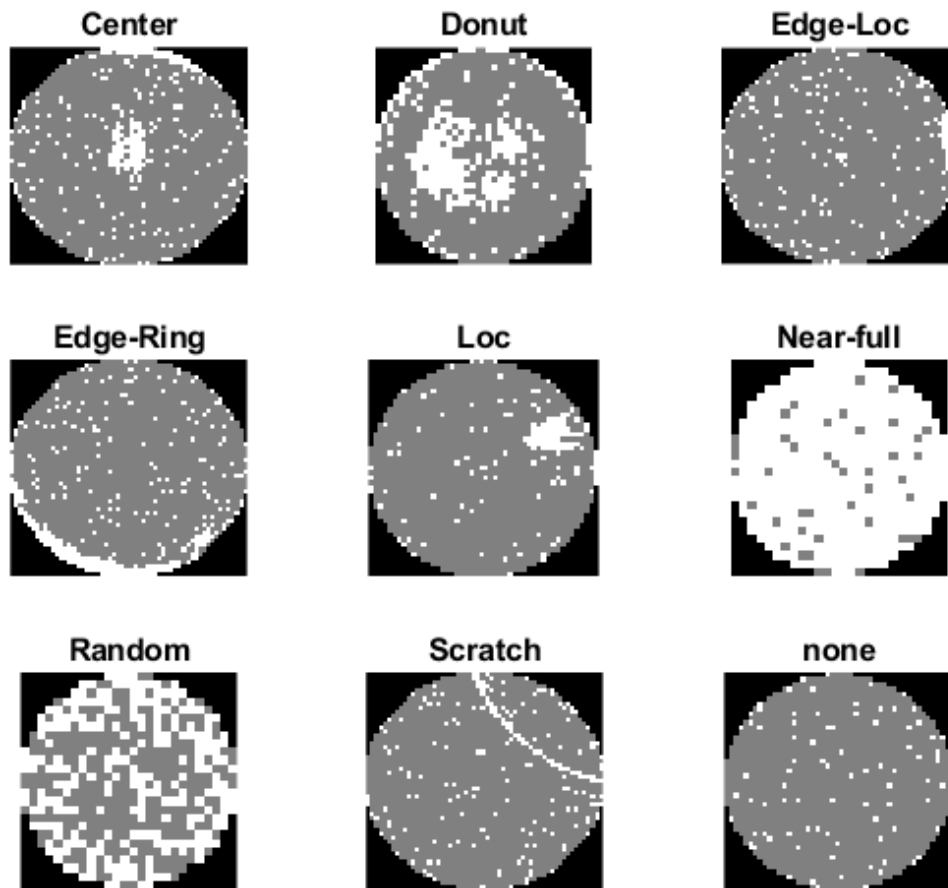 Center
Donut
Edge-Loc
Edge-Ring
Loc
Near-full
Random
Scratch
none